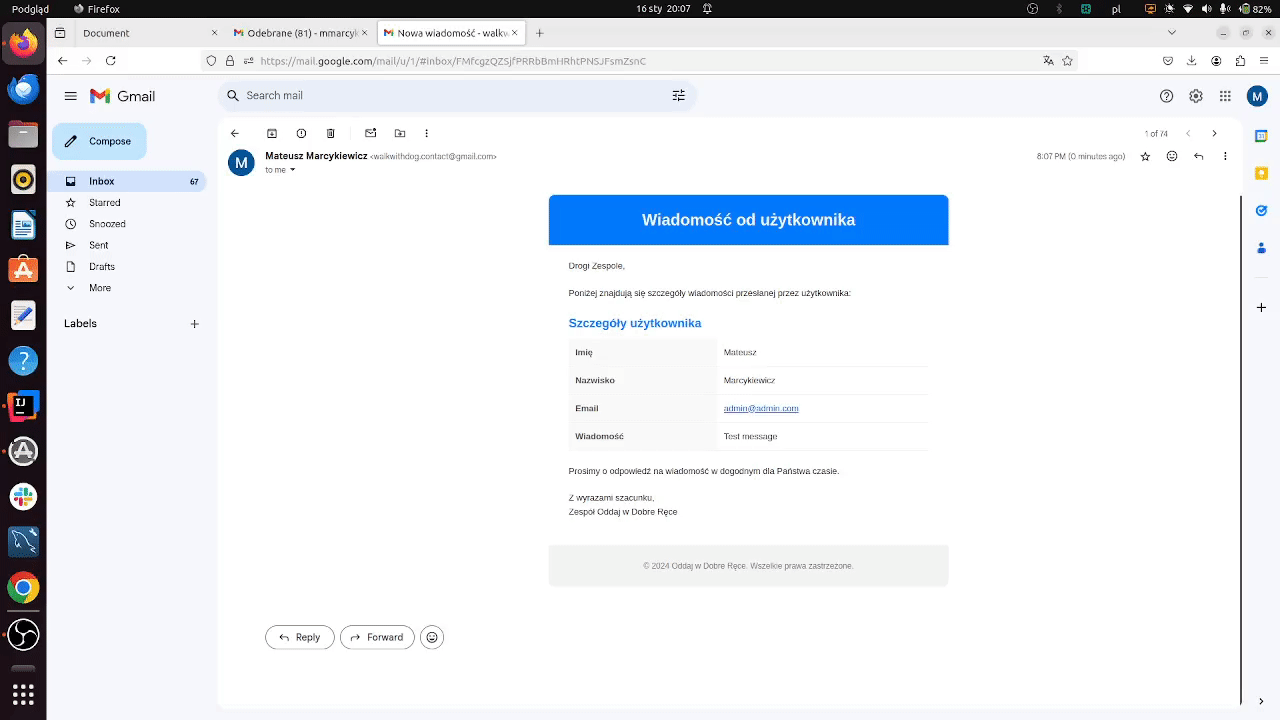 Podgląd Firefox 16 sty 20:07 pl 82%
Document Odebrane (81) - mmarcyk Nowa wiadomość - walkw
https://mail.google.com/mail/u/1/#inbox/FMfcgzQZSjfPRRbBmHRhtPNSJFsmZsnC
Gmail Search mail M
Compose
1 of 74
Inbox 67
Starred
Snoozed
Sent
Drafts
More
Labels
M
Mateusz Marcykiewicz <walkwithdog.contact@gmail.com> 8:07 PM (0 minutes ago)
to me
Wiadomość od użytkownika
Drogi Zespole,
Poniżej znajdują się szczegóły wiadomości przesłanej przez użytkownika:
Szczegóły użytkownika
Imię Mateusz
Nazwisko Marcykiewicz
Email admin@admin.com
Wiadomość Test message
Prosimy o odpowiedź na wiadomość w dogodnym dla Państwa czasie.
Z wyrazami szacunku,
Zespół Oddaj w Dobre Ręce
© 2024 Oddaj w Dobre Ręce. Wszelkie prawa zastrzeżone.
Reply Forward